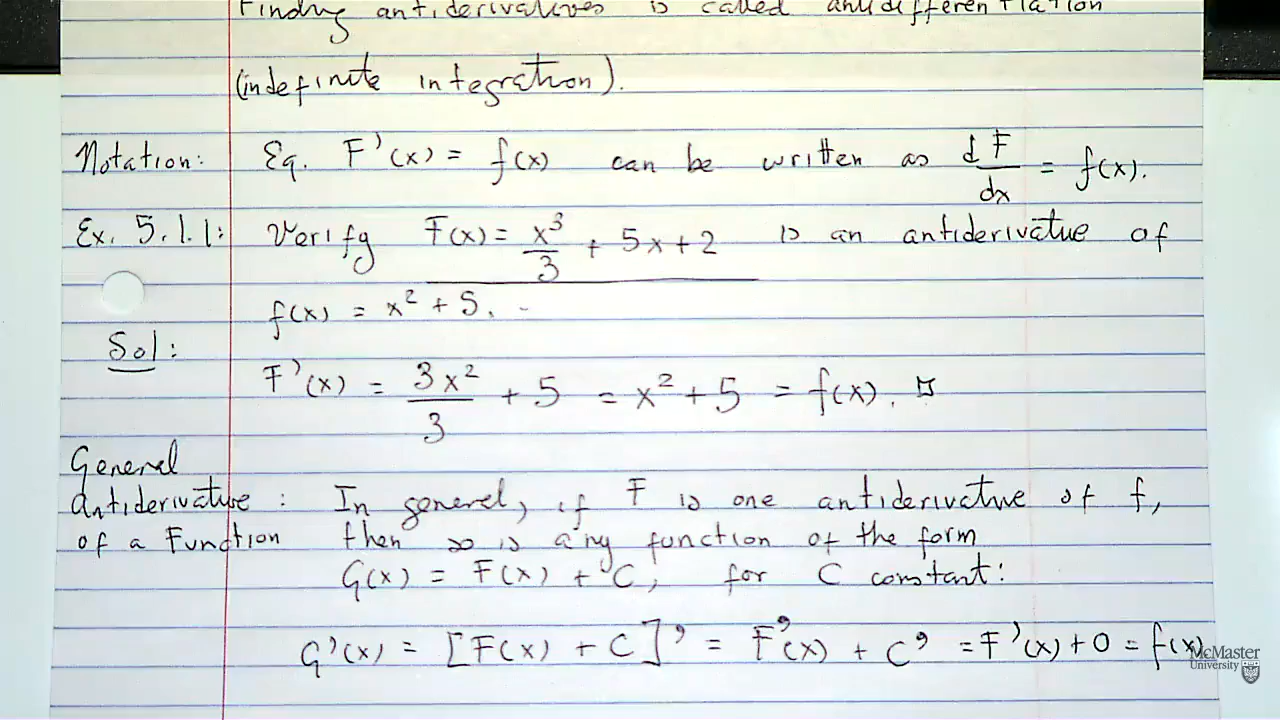 Finding antiderivatives is called antidifferentiation
(indefinite integration).
Notation: Eq. F'(x) = f(x) can be written as dF/dx = f(x).
Ex. 5.1.1: Verify F(x) = x³/3 + 5x + 2 is an antiderivative of
f(x) = x² + 5.
Sol: 
F'(x) = 3x²/3 + 5 = x² + 5 = f(x). □
General
Antiderivative: In general, if F is one antiderivative of f,
of a Function then so is any function of the form
G(x) = F(x) + C, for C constant:
G'(x) = [F(x) + C]' = F'(x) + C' = F'(x) + 0 = f(x)
McMaster
University